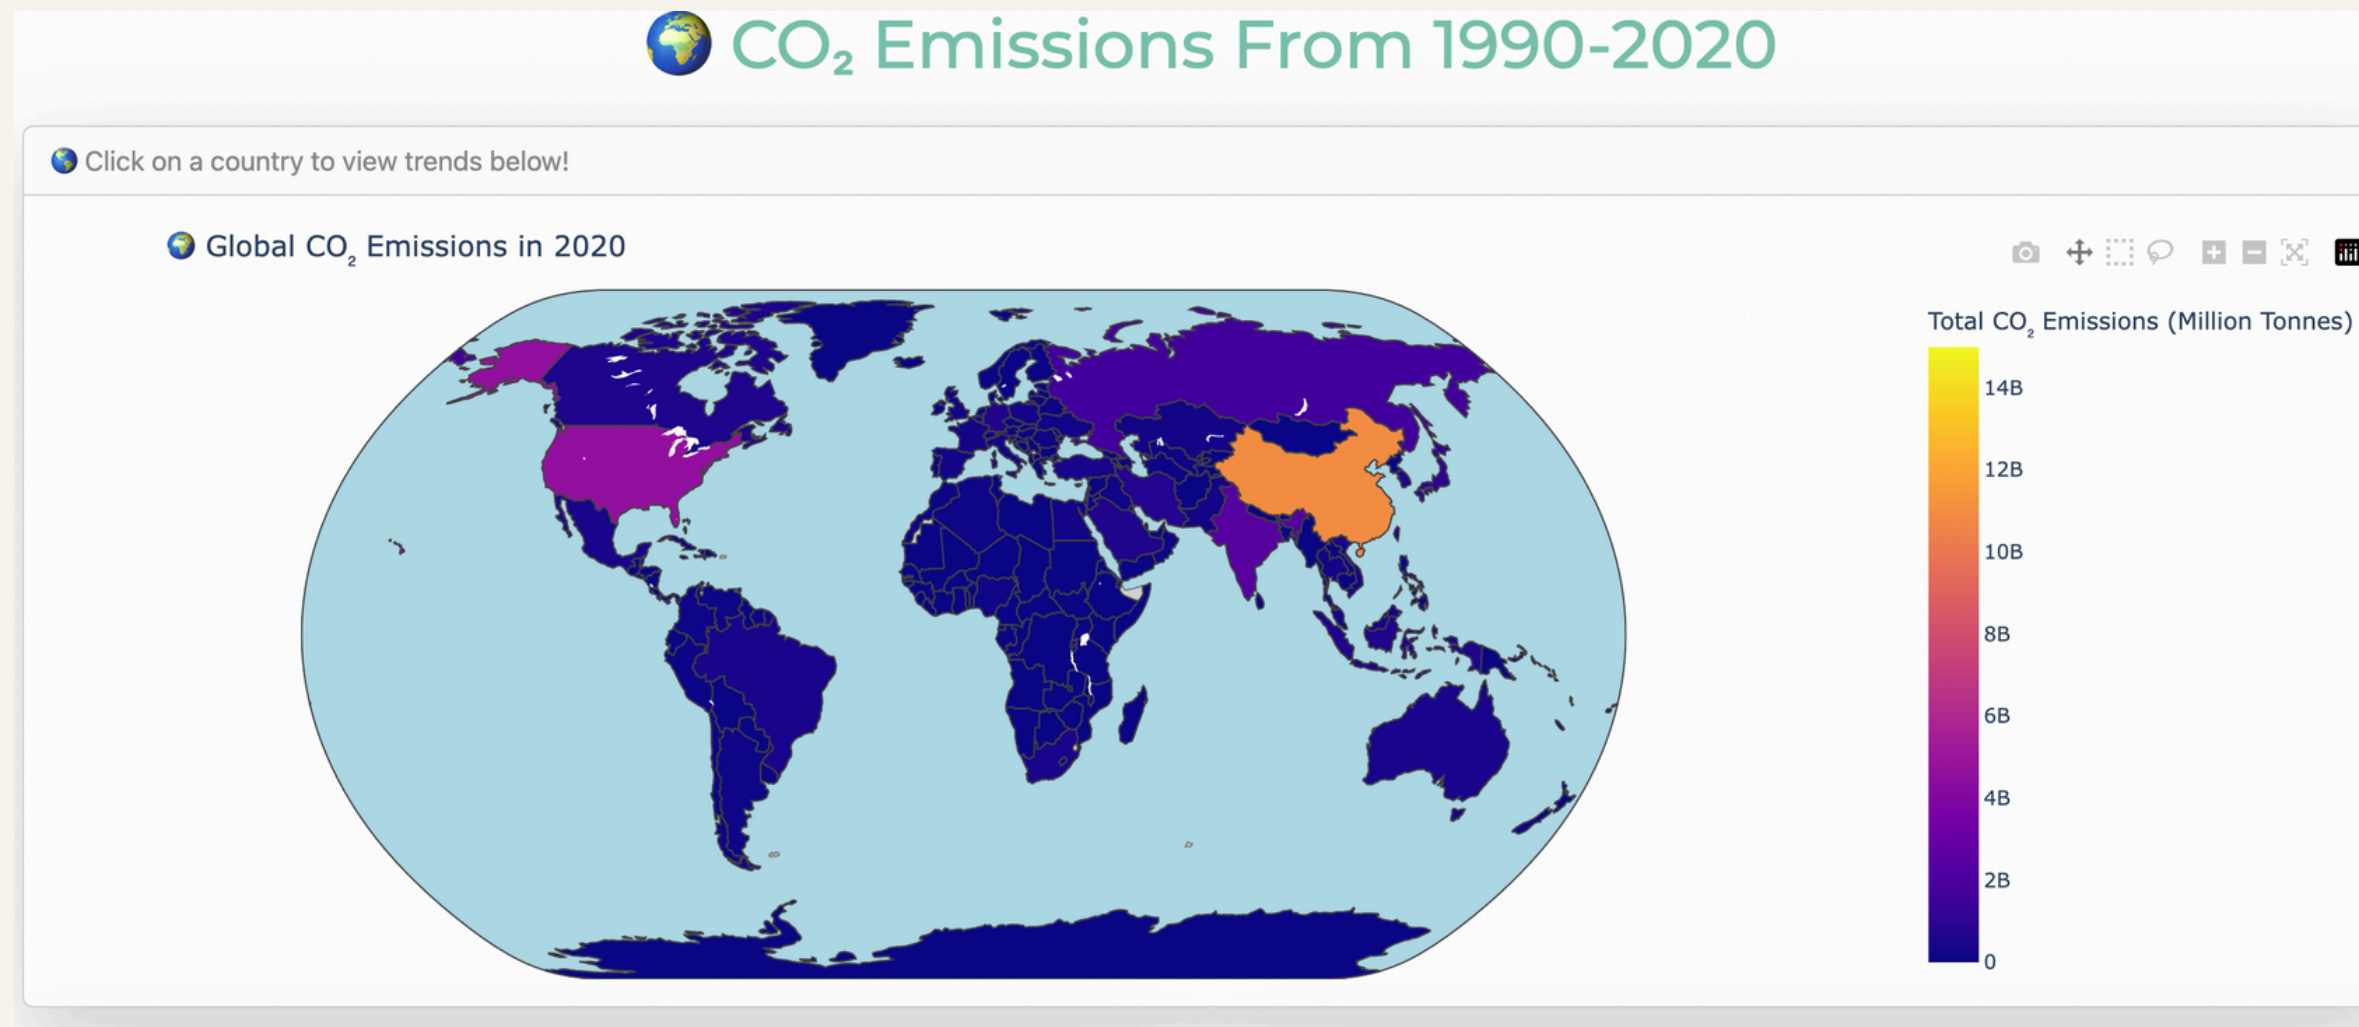 🌍 CO₂ Emissions From 1990-2020
🌎 Click on a country to view trends below!
🌍 Global CO₂ Emissions in 2020
Total CO₂ Emissions (Million Tonnes)
14B
12B
10B
8B
6B
4B
2B
0